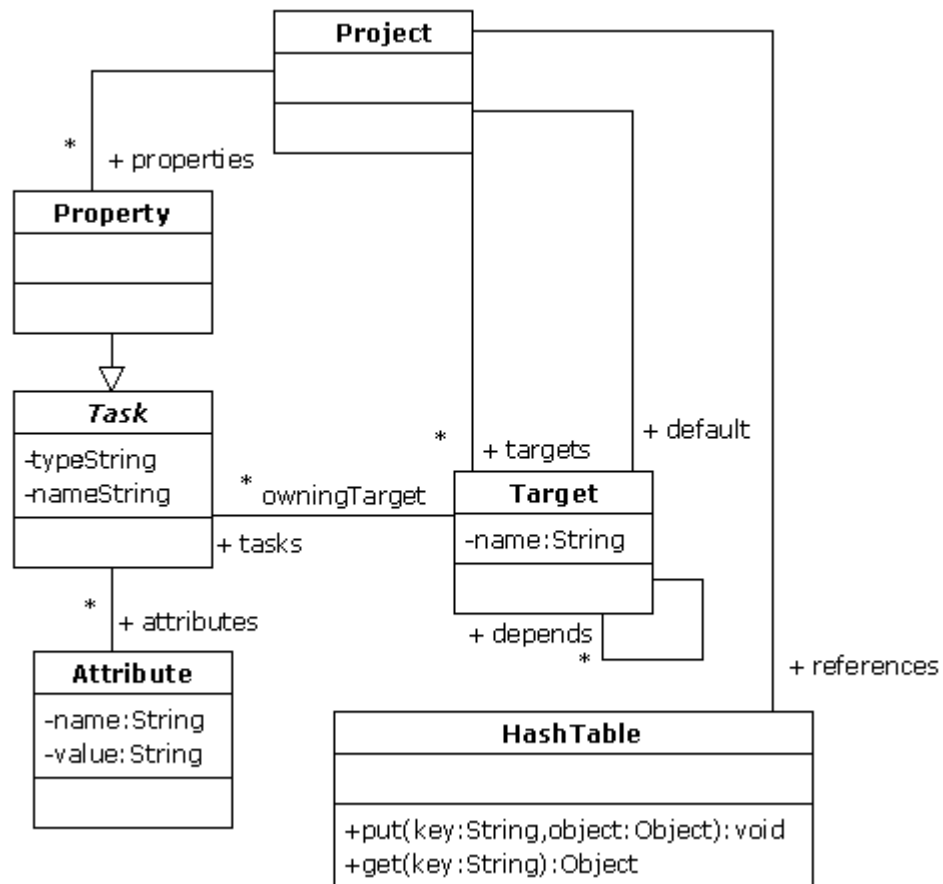 Project
*
+ properties
Property
Task
-typeString
-nameString
*
+ targets
+ default
* owningTarget
+ tasks
Target
-name:String
*
+ attributes
+ depends
*
Attribute
-name:String
-value:String
+ references
HashTable
+put(key:String,object:Object):void
+get(key:String):Object